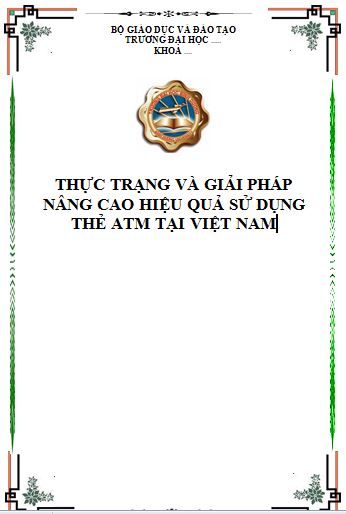 BỘ GIÁO DỤC VÀ ĐÀO TẠO
TRƯỜNG ĐẠI HỌC .....
KHOA ....
THỰC TRẠNG VÀ GIẢI PHÁP
NÂNG CAO HIỆU QUẢ SỬ DỤNG
THẺ ATM TẠI VIỆT NAM